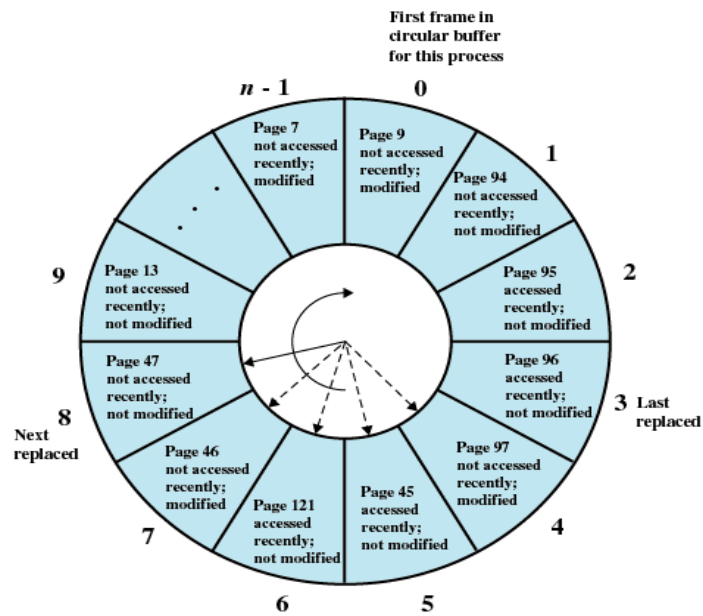 First frame in
circular buffer
for this process
n - 1
0
Page 7
not accessed
recently;
modified
Page 9
not accessed
recently;
modified
1
Page 94
not accessed
recently;
not modified
2
Page 95
accessed
recently;
not modified
3
Last
replaced
Page 96
accessed
recently;
not modified
4
Page 97
not accessed
recently;
modified
5
Page 45
accessed
recently;
not modified
6
Page 121
accessed
recently;
not modified
7
Page 46
not accessed
recently;
modified
8
Next
replaced
Page 47
not accessed
recently;
not modified
9
Page 13
not accessed
recently;
not modified
. . .